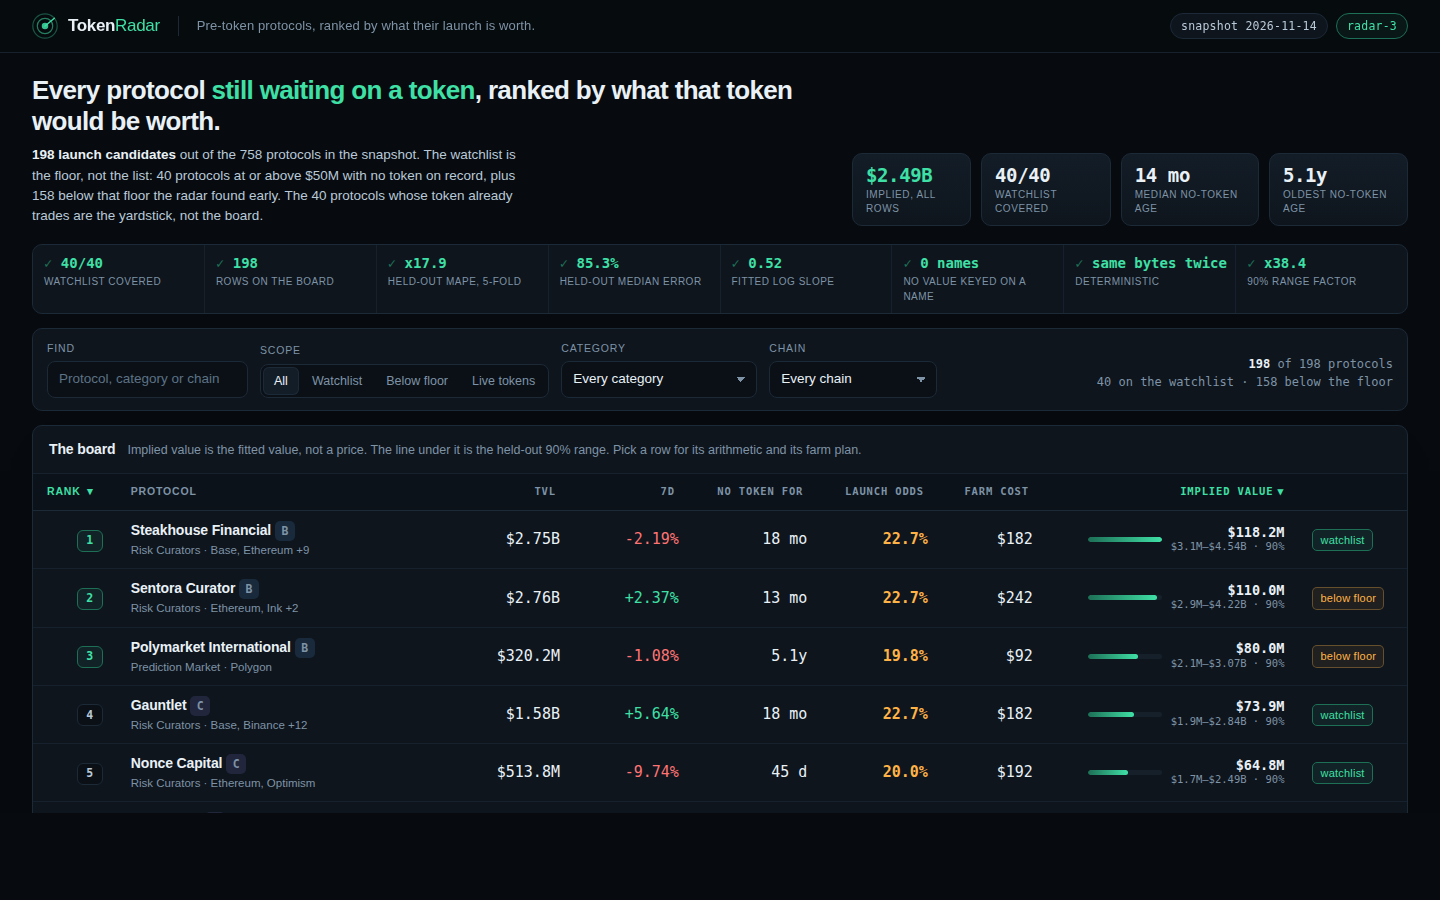 TokenRadar
Pre-token protocols, ranked by what their launch is worth.
snapshot 2026-11-14
radar-3
Every protocol still waiting on a token, ranked by what that token
would be worth.
198 launch candidates out of the 758 protocols in the snapshot. The watchlist is
the floor, not the list: 40 protocols at or above $50M with no token on record, plus
158 below that floor the radar found early. The 40 protocols whose token already
trades are the yardstick, not the board.
$2.49B
IMPLIED, ALL
ROWS
40/40
WATCHLIST
COVERED
14 mo
MEDIAN NO-TOKEN
AGE
5.1y
OLDEST NO-TOKEN
AGE
✓ 40/40
WATCHLIST COVERED
✓ 198
ROWS ON THE BOARD
✓ x17.9
HELD-OUT MAPE, 5-FOLD
✓ 85.3%
HELD-OUT MEDIAN ERROR
✓ 0.52
FITTED LOG SLOPE
✓ 0 names
NO VALUE KEYED ON A
NAME
✓ same bytes twice
DETERMINISTIC
✓ x38.4
90% RANGE FACTOR
FIND
Protocol, category or chain
SCOPE
All Watchlist Below floor Live tokens
CATEGORY
Every category
CHAIN
Every chain
198 of 198 protocols
40 on the watchlist · 158 below the floor
The board Implied value is the fitted value, not a price. The line under it is the held-out 90% range. Pick a row for its arithmetic and its farm plan.
RANK ▼ PROTOCOL TVL 7D NO TOKEN FOR LAUNCH ODDS FARM COST IMPLIED VALUE ▼
1 Steakhouse Financial B $2.75B -2.19% 18 mo 22.7% $182 $118.2M watchlist
Risk Curators · Base, Ethereum +9 $3.1M–$4.54B · 90%
2 Sentora Curator B $2.76B +2.37% 13 mo 22.7% $242 $110.0M below floor
Risk Curators · Ethereum, Ink +2 $2.9M–$4.22B · 90%
3 Polymarket International B $320.2M -1.08% 5.1y 19.8% $92 $80.0M below floor
Prediction Market · Polygon $2.1M–$3.07B · 90%
4 Gauntlet C $1.58B +5.64% 18 mo 22.7% $182 $73.9M watchlist
Risk Curators · Base, Binance +12 $1.9M–$2.84B · 90%
5 Nonce Capital C $513.8M -9.74% 45 d 20.0% $192 $64.8M watchlist
Risk Curators · Ethereum, Optimism $1.7M–$2.49B · 90%